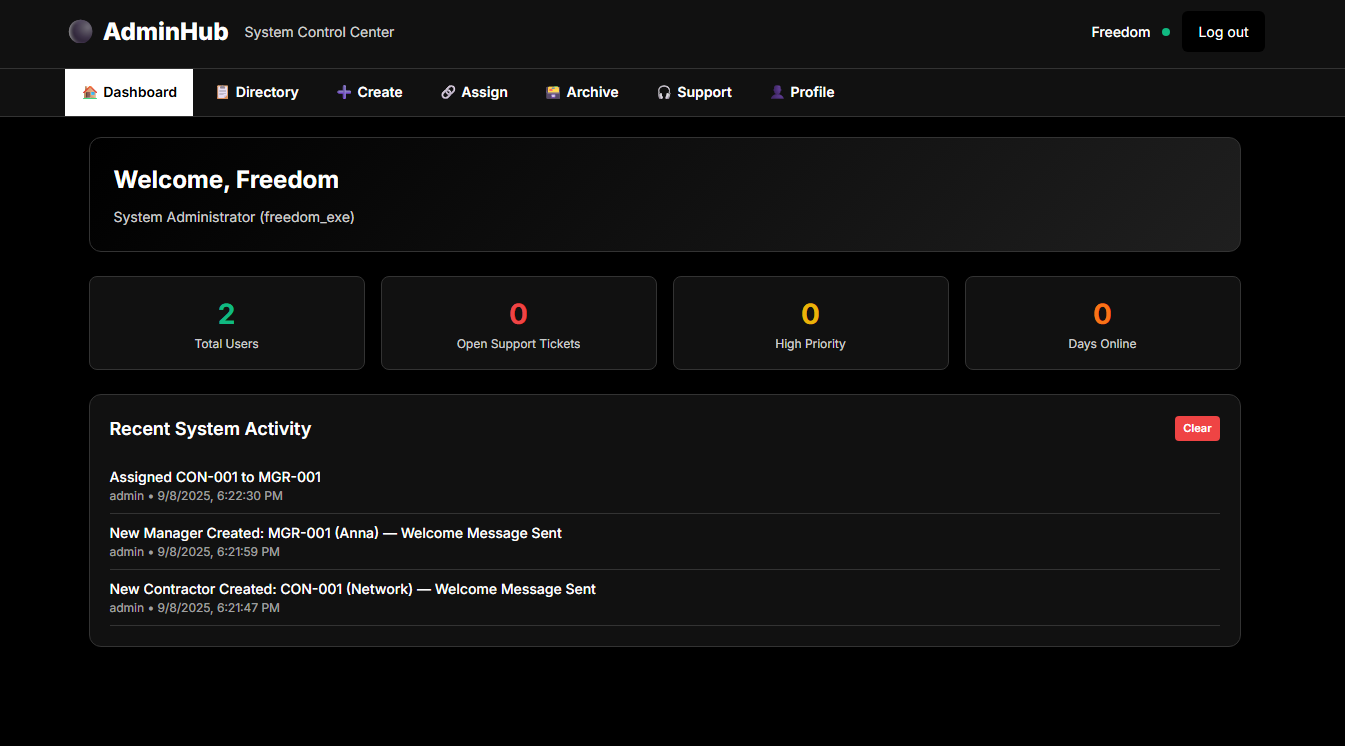 AdminHub System Control Center Freedom Log out
Dashboard Directory Create Assign Archive Support Profile
Welcome, Freedom
System Administrator (freedom_exe)
2 0 0 0
Total Users Open Support Tickets High Priority Days Online
Recent System Activity Clear
Assigned CON-001 to MGR-001
admin • 9/8/2025, 6:22:30 PM
New Manager Created: MGR-001 (Anna) — Welcome Message Sent
admin • 9/8/2025, 6:21:59 PM
New Contractor Created: CON-001 (Network) — Welcome Message Sent
admin • 9/8/2025, 6:21:47 PM